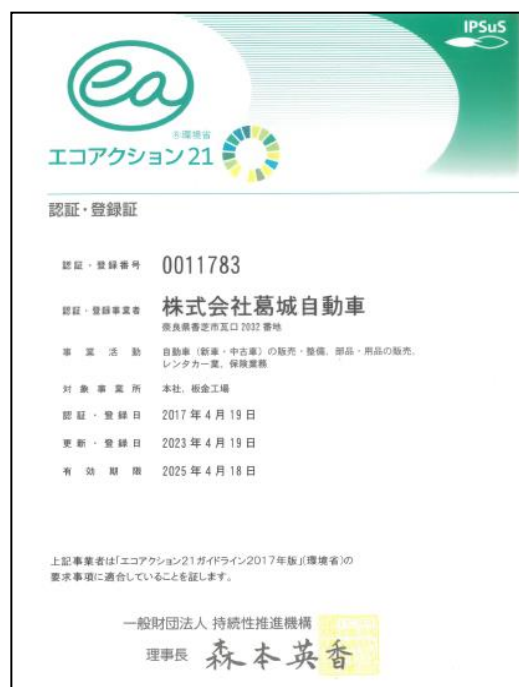 IPSuS
ea
®環境省
エコアクション21
認証・登録証
認証・登録番号 0011783
認証・登録事業者 株式会社葛城自動車
奈良県香芝市瓦口2032番地
事業活動 自動車(新車・中古車)の販売・整備、部品・用品の販売、
レンタカー業、保険業務
対象事業所 本社、板金工場
認証・登録日 2017年4月19日
更新・登録日 2023年4月19日
有効期限 2025年4月18日
上記事業者は「エコアクション21ガイドライン2017年版」(環境省)の
要求事項に適合していることを証します。
一般財団法人 持続性推進機構
理事長 森本英香